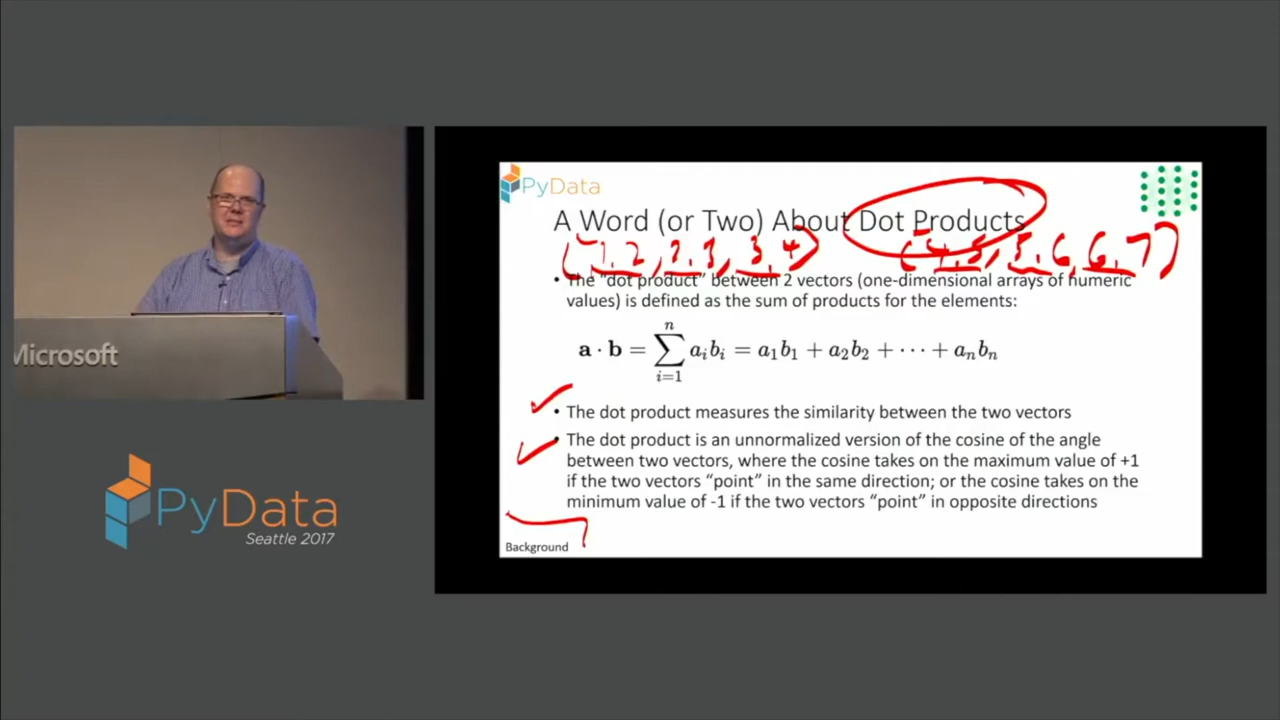 Microsoft
PyData
Seattle 2017
PyData
A Word (or Two) About Dot Products
• The "dot product" between 2 vectors (one-dimensional arrays of numeric
values) is defined as the sum of products for the elements:
a · b = ∑ⁿᵢ₌₁ aᵢbᵢ = a₁b₁ + a₂b₂ + ⋯ + aₙbₙ
• The dot product measures the similarity between the two vectors
• The dot product is an unnormalized version of the cosine of the angle
between two vectors, where the cosine takes on the maximum value of +1
if the two vectors "point" in the same direction; or the cosine takes on the
minimum value of -1 if the two vectors "point" in opposite directions
Background